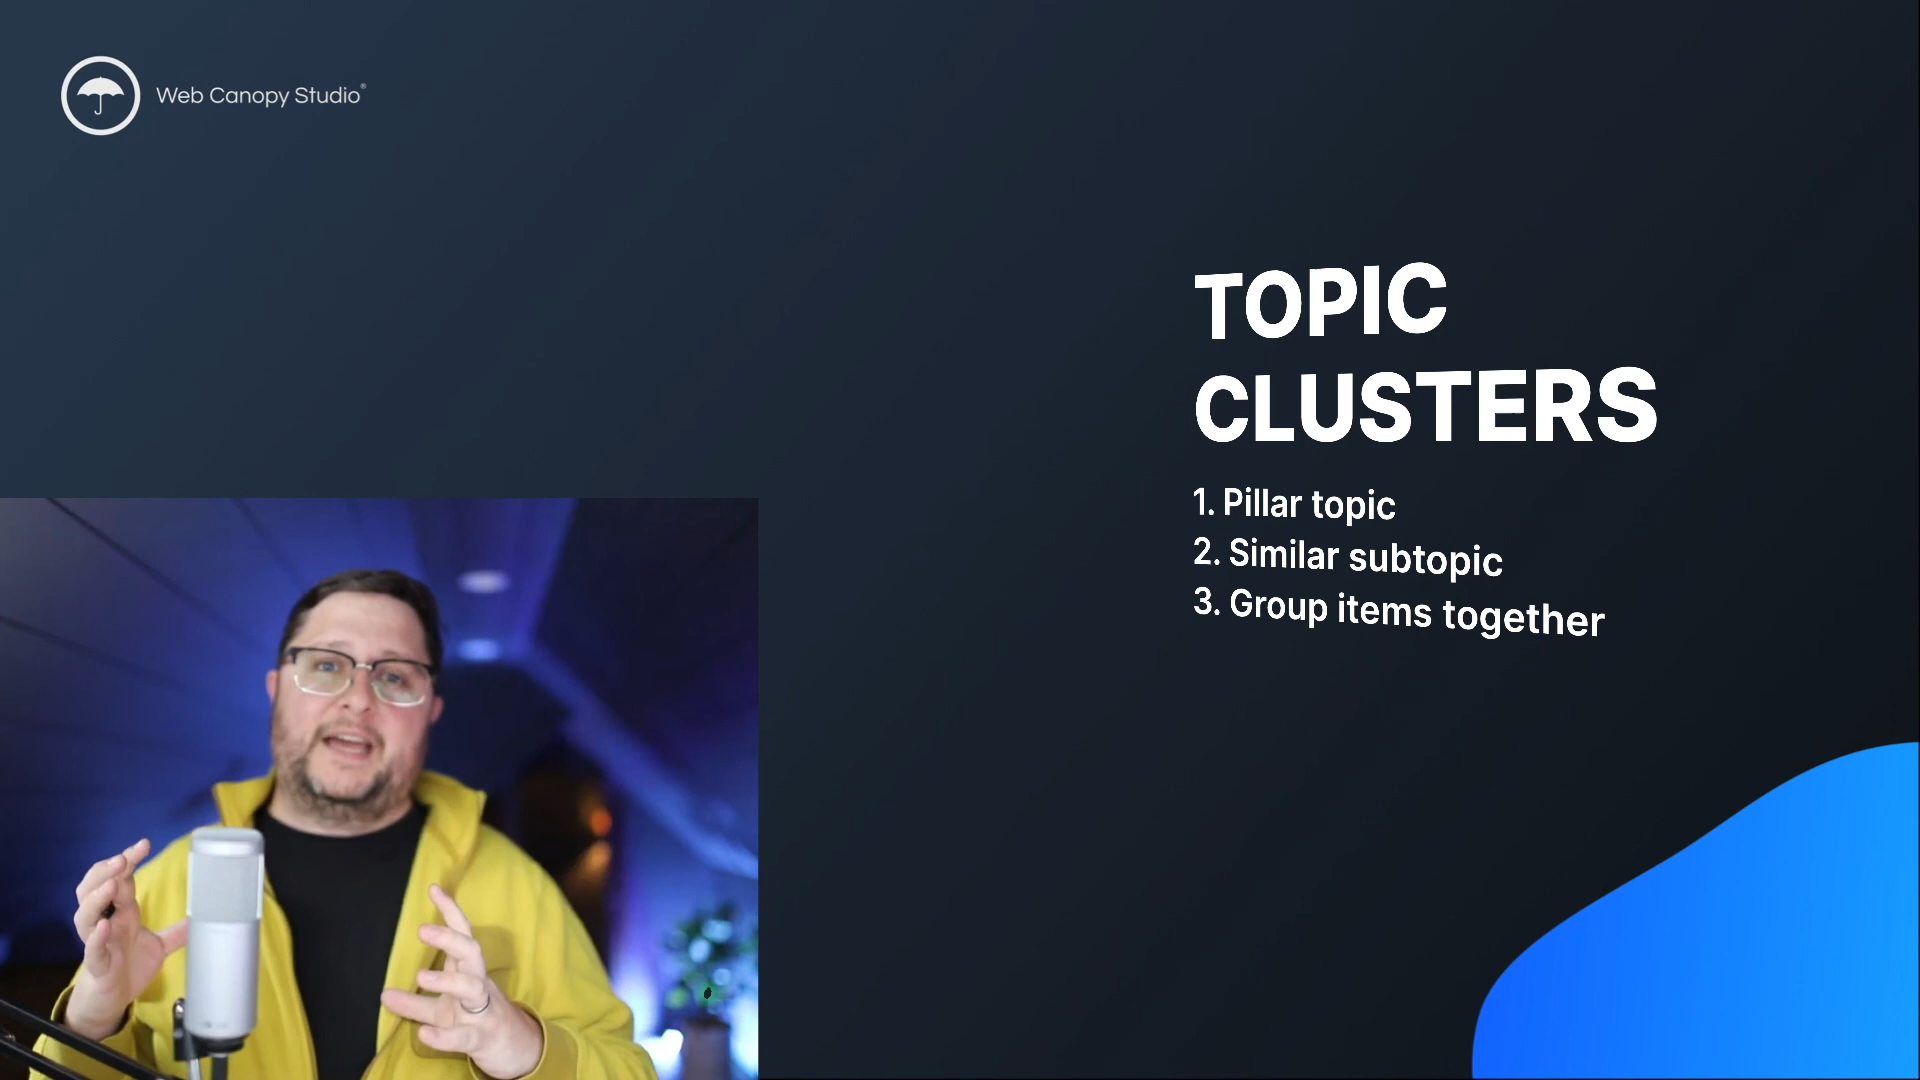 Web Canopy Studio®
TOPIC
CLUSTERS
1. Pillar topic
2. Similar subtopic
3. Group items together